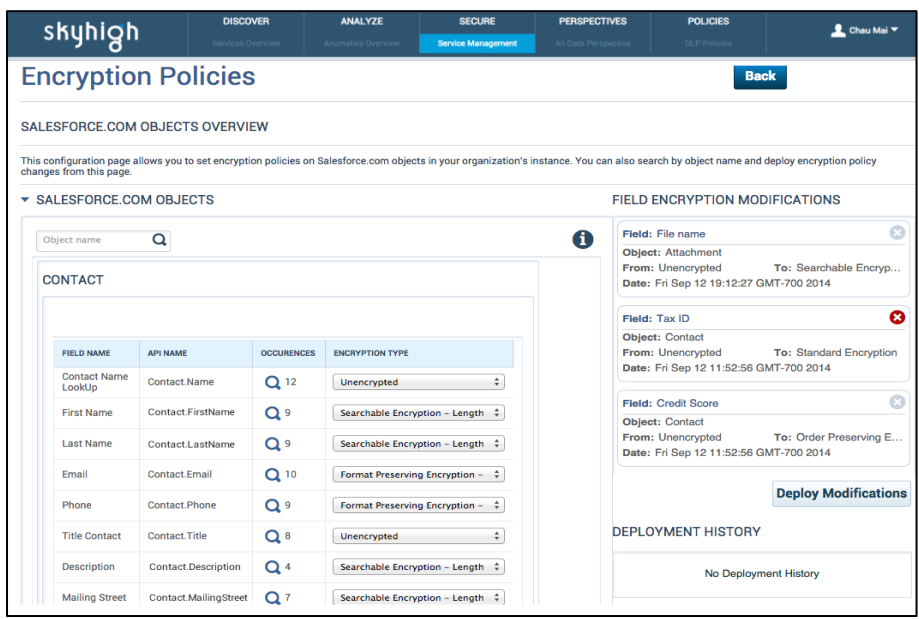 skyhigh
DISCOVER
Services Overview
ANALYZE
Anomalies Overview
SECURE
Service Management
PERSPECTIVES
All Data Perspective
POLICIES
DLP Policies
Chau Mai
Encryption Policies
Back
SALESFORCE.COM OBJECTS OVERVIEW
This configuration page allows you to set encryption policies on Salesforce.com objects in your organization's instance. You can also search by object name and deploy encryption policy
changes from this page.
SALESFORCE.COM OBJECTS
Object name
CONTACT
FIELD NAME API NAME OCCURENCES ENCRYPTION TYPE
Contact Name
LookUp
Contact.Name 12 Unencrypted
First Name Contact.FirstName 9 Searchable Encryption – Length
Last Name Contact.LastName 9 Searchable Encryption – Length
Email Contact.Email 10 Format Preserving Encryption –
Phone Contact.Phone 9 Format Preserving Encryption –
Title Contact Contact.Title 8 Unencrypted
Description Contact.Description 4 Searchable Encryption – Length
Mailing Street Contact.MailingStreet 7 Searchable Encryption – Length
FIELD ENCRYPTION MODIFICATIONS
Field: File name
Object: Attachment
From: Unencrypted To: Searchable Encryp...
Date: Fri Sep 12 19:12:27 GMT-700 2014
Field: Tax ID
Object: Contact
From: Unencrypted To: Standard Encryption
Date: Fri Sep 12 11:52:56 GMT-700 2014
Field: Credit Score
Object: Contact
From: Unencrypted To: Order Preserving E...
Date: Fri Sep 12 11:52:56 GMT-700 2014
Deploy Modifications
DEPLOYMENT HISTORY
No Deployment History